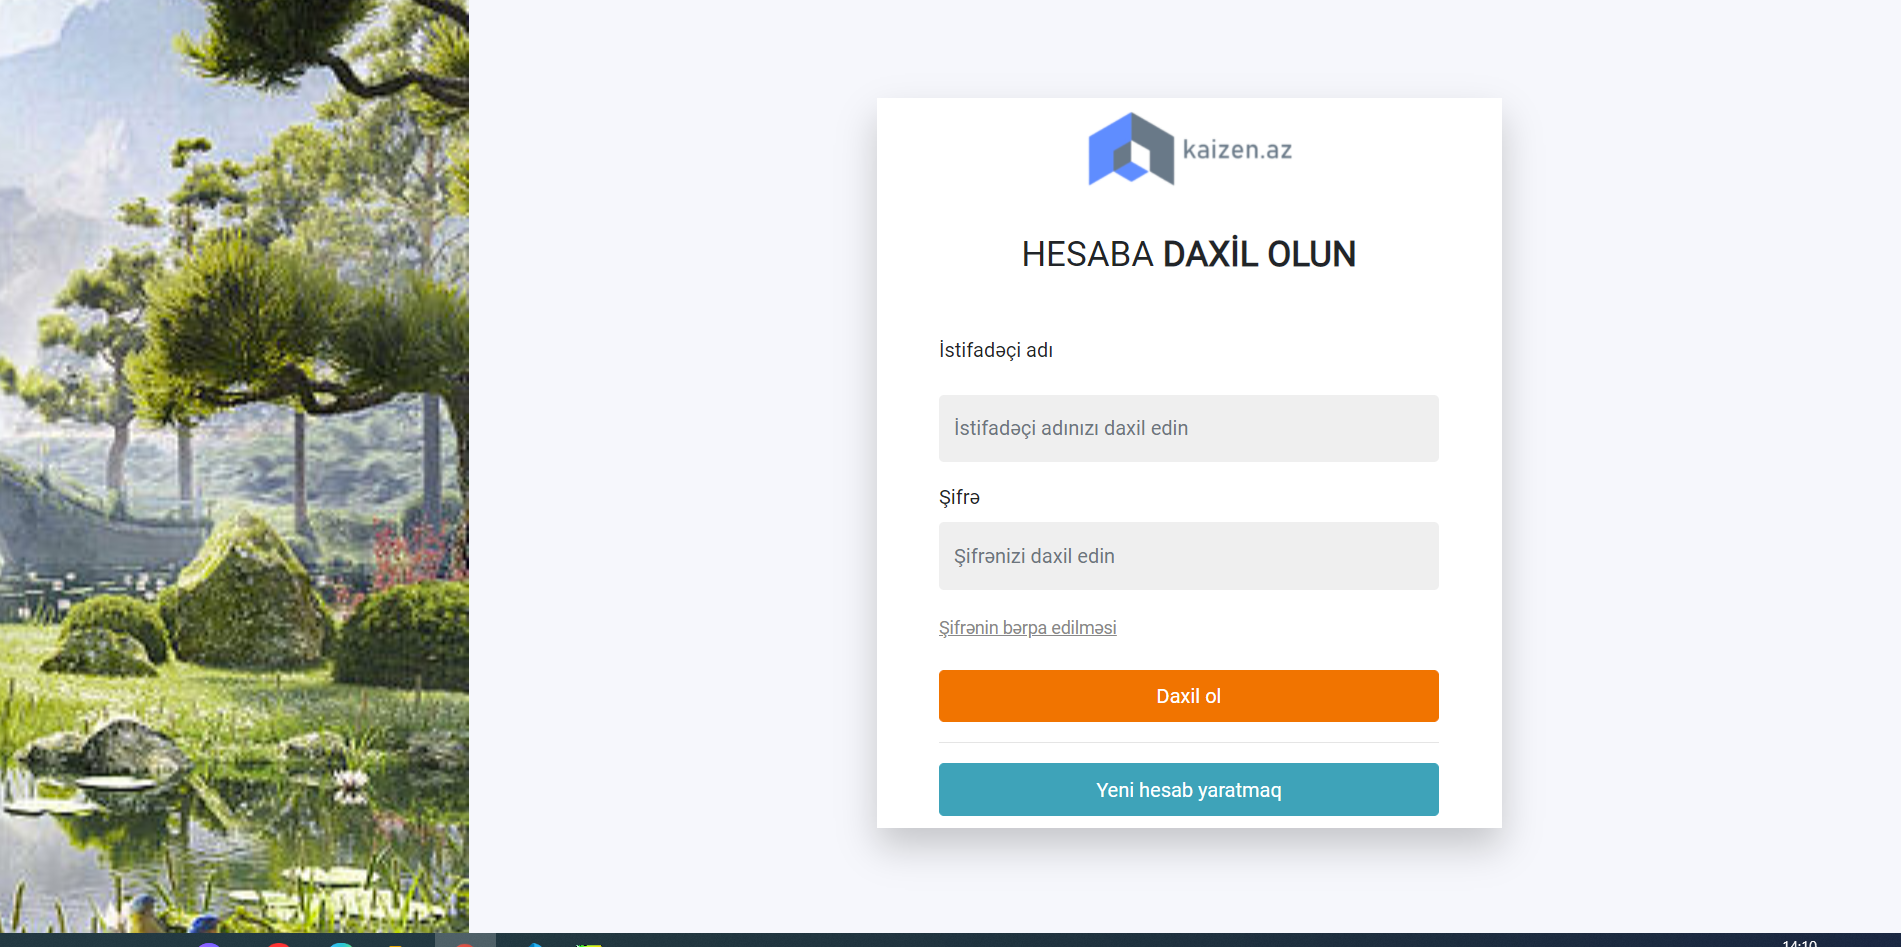 kaizen.az
HESABA DAXİL OLUN
İstifadəçi adı
İstifadəçi adınızı daxil edin
Şifrə
Şifrənizi daxil edin
Şifrənin bərpa edilməsi
Daxil ol
Yeni hesab yaratmaq
14:10